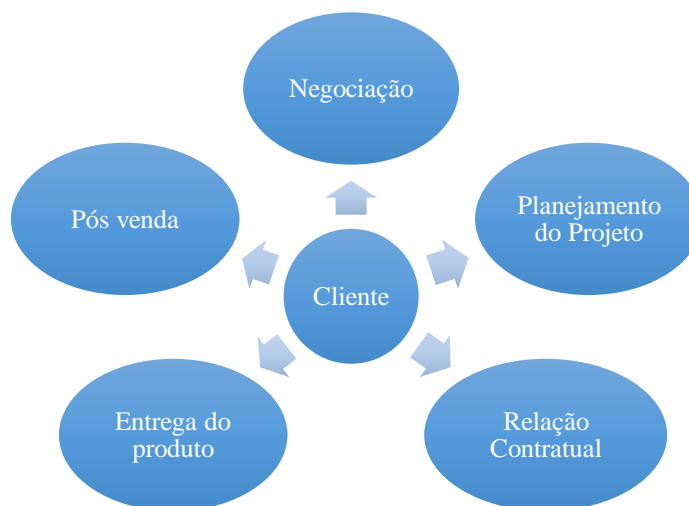 Negociação
Pós venda
Planejamento
do Projeto
Cliente
Entrega do
produto
Relação
Contratual